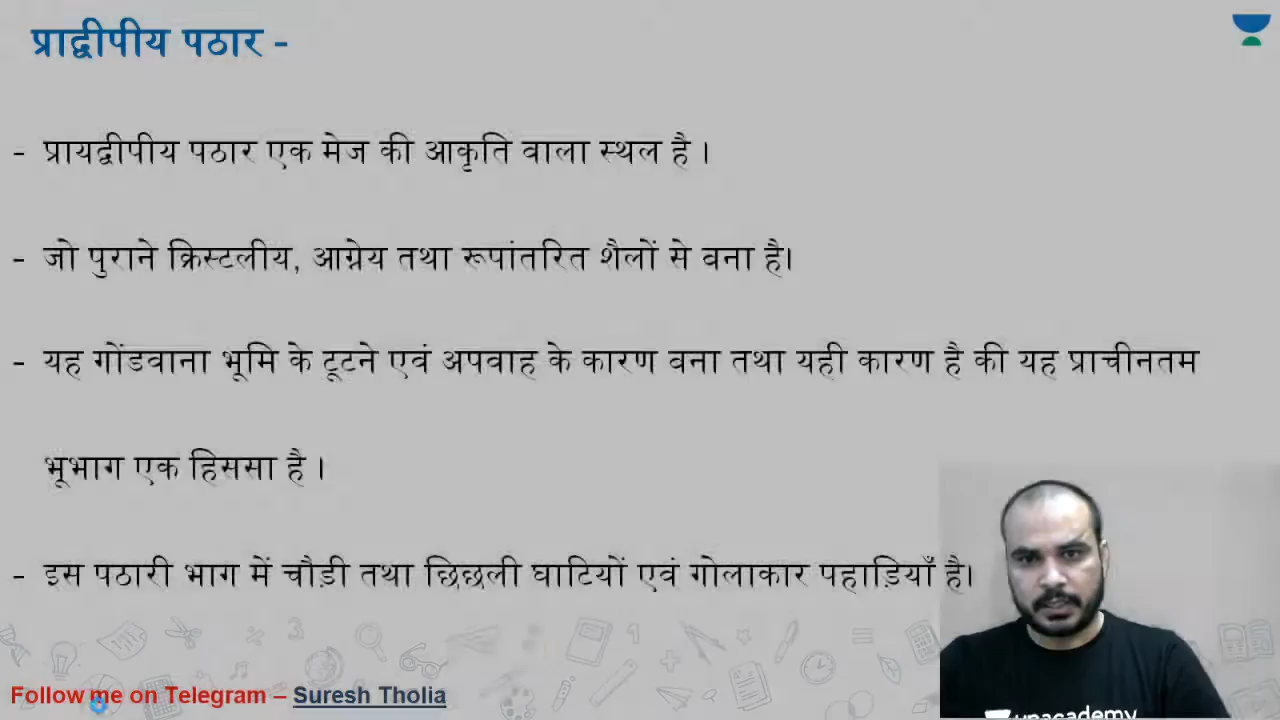 प्राद्वीपीय पठार -
- प्रायद्वीपीय पठार एक मेज की आकृति वाला स्थल है ।
- जो पुराने क्रिस्टलीय, आग्नेय तथा रूपांतरित शैलों से बना है।
- यह गोंडवाना भूमि के टूटने एवं अपवाह के कारण बना तथा यही कारण है की यह प्राचीनतम
भूभाग एक हिससा है ।
- इस पठारी भाग में चौड़ी तथा छिछली घाटियों एवं गोलाकार पहाड़ियाँ है।
Follow me on Telegram – Suresh Tholia
unacademy